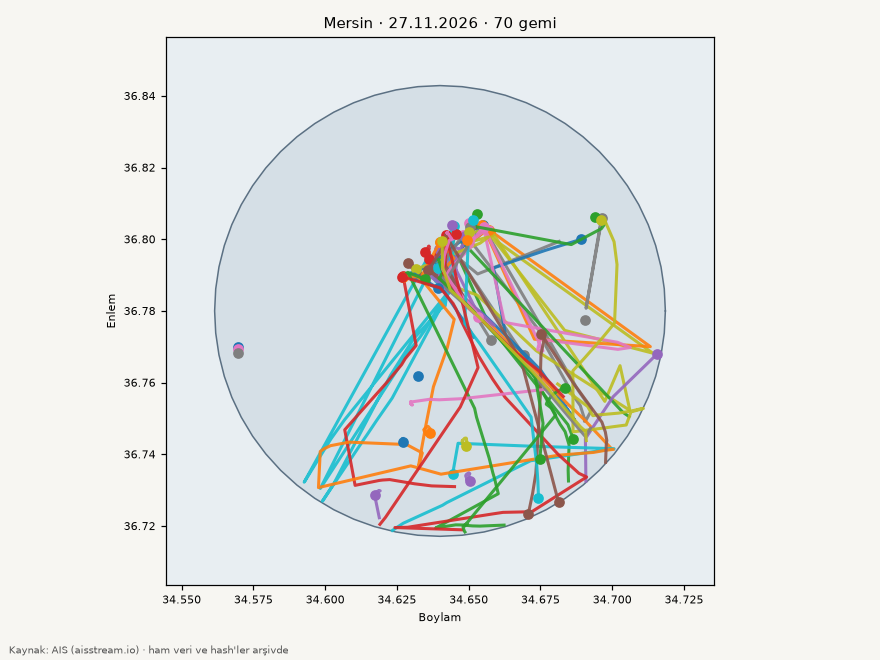 Mersin · 27.11.2026 · 70 gemi
Enlem
36.84
36.82
36.80
36.78
36.76
36.74
36.72
34.550 34.575 34.600 34.625 34.650 34.675 34.700 34.725
Boylam
Kaynak: AIS (aisstream.io) · ham veri ve hash'ler arşivde